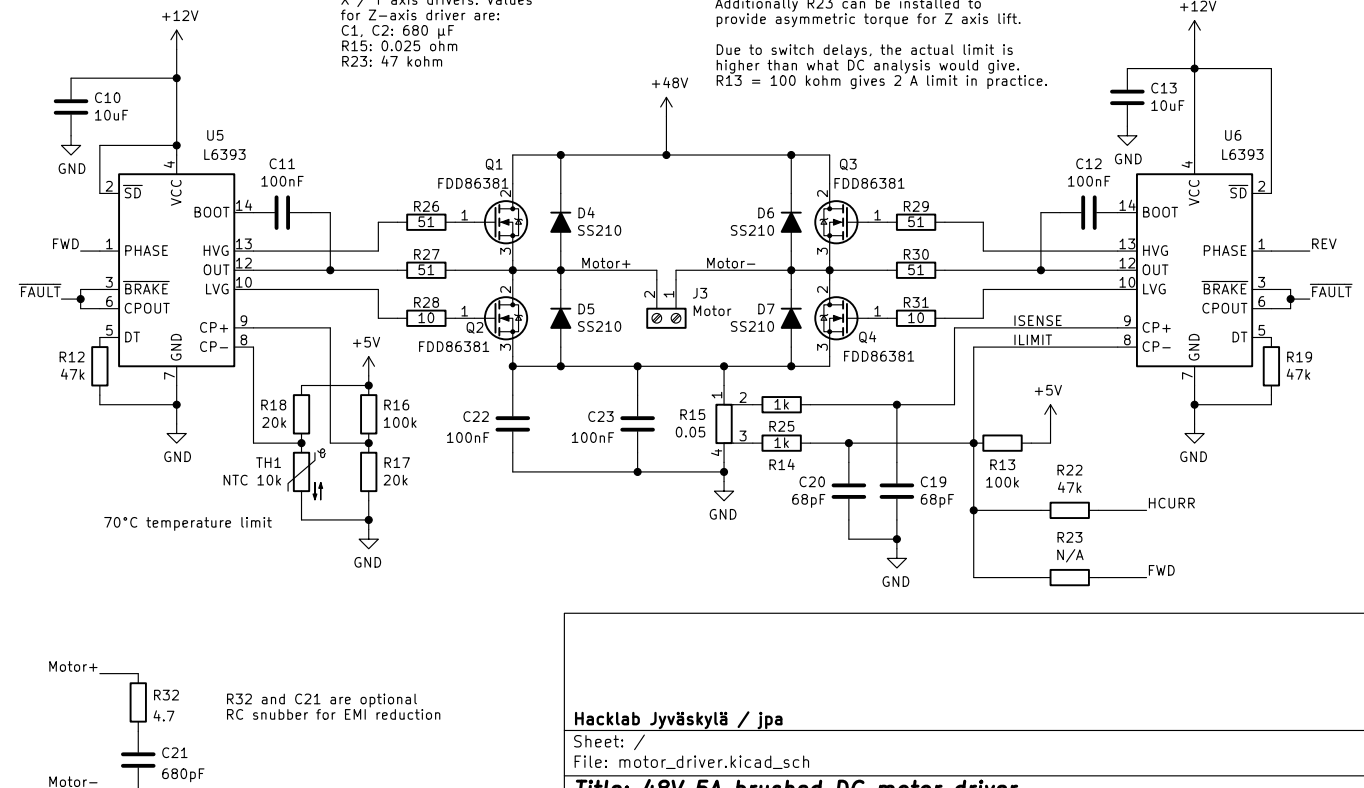 X / Y axis drivers. Values
for Z-axis driver are:
C1, C2: 680 µF
R15: 0.025 ohm
R23: 47 kohm
Additionally R23 can be installed to
provide asymmetric torque for Z axis lift.
Due to switch delays, the actual limit is
higher than what DC analysis would give.
R13 = 100 kohm gives 2 A limit in practice.
+12V
C10
10uF
GND
U5
L6393
4
VCC
2
SD
BOOT
14
FWD
1
PHASE
HVG
13
OUT
12
FAULT
3
BRAKE
LVG
10
6
CPOUT
5
DT
CP+
9
CP-
8
GND
7
R12
47k
GND
C11
100nF
R26
51
R27
51
R28
10
+5V
R18
20k
R16
100k
TH1
NTC 10k
θ
R17
20k
GND
70°C temperature limit
+48V
Q1
FDD86381
1
2
3
D4
SS210
Motor+
Q2
FDD86381
1
2
3
D5
SS210
2
1
J3
Motor
Q3
FDD86381
2
1
3
D6
SS210
Motor-
Q4
FDD86381
2
1
3
D7
SS210
C22
100nF
C23
100nF
R15
0.05
1
2
3
4
1k
R25
1k
R14
GND
C20
68pF
C19
68pF
GND
R29
51
R30
51
R31
10
ISENSE
ILIMIT
+5V
R13
100k
R22
47k
HCURR
R23
N/A
FWD
+12V
C13
10uF
GND
U6
L6393
C12
100nF
4
VCC
SD
2
14
BOOT
13
HVG
PHASE
1
REV
12
OUT
10
LVG
BRAKE
3
CPOUT
6
FAULT
9
CP+
8
CP-
DT
5
GND
7
R19
47k
GND
Motor+
R32
4.7
C21
680pF
Motor-
R32 and C21 are optional
RC snubber for EMI reduction
Hacklab Jyväskylä / jpa
Sheet: /
File: motor_driver.kicad_sch
Title: 48V 5A brushed DC motor driver